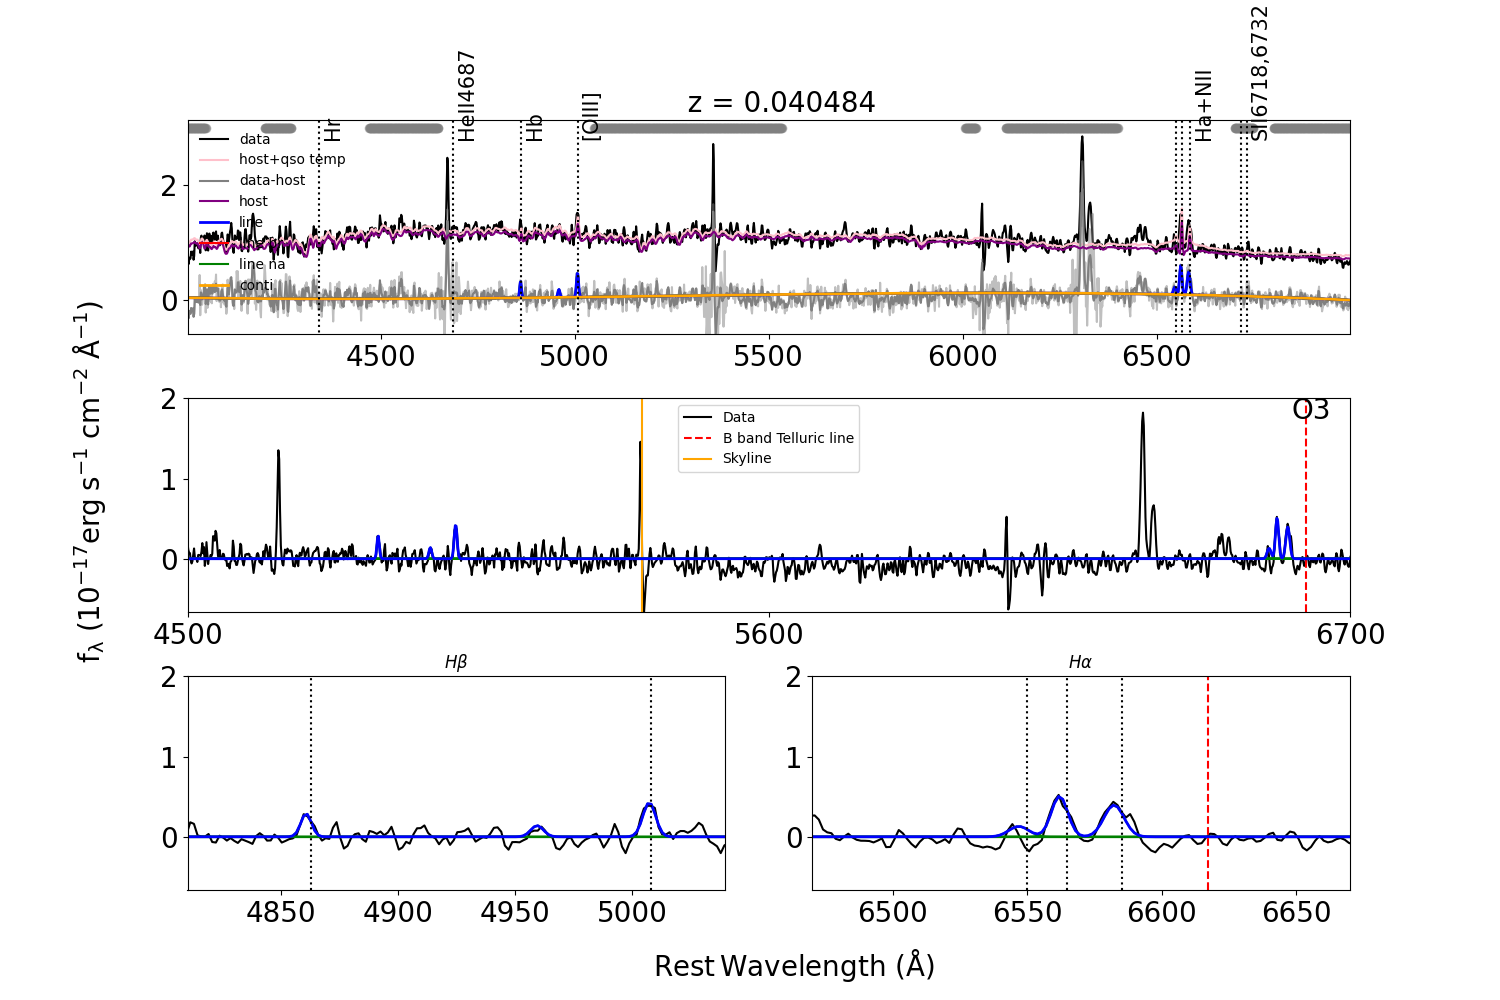 z = 0.040484
Hr
HeII4687
Hb
[OIII]
Ha+NII
SII6718,6732
data
host+qso temp
data-host
host
line
line na
conti
2
0
4500 5000 5500 6000 6500
O3
Data
B band Telluric line
Skyline
2
1
0
4500 5600 6700
fλ (10−17erg s−1 cm−2 Å−1)
Hβ
2
1
0
4850 4900 4950 5000
Hα
2
1
0
6500 6550 6600 6650
Rest Wavelength (Å)